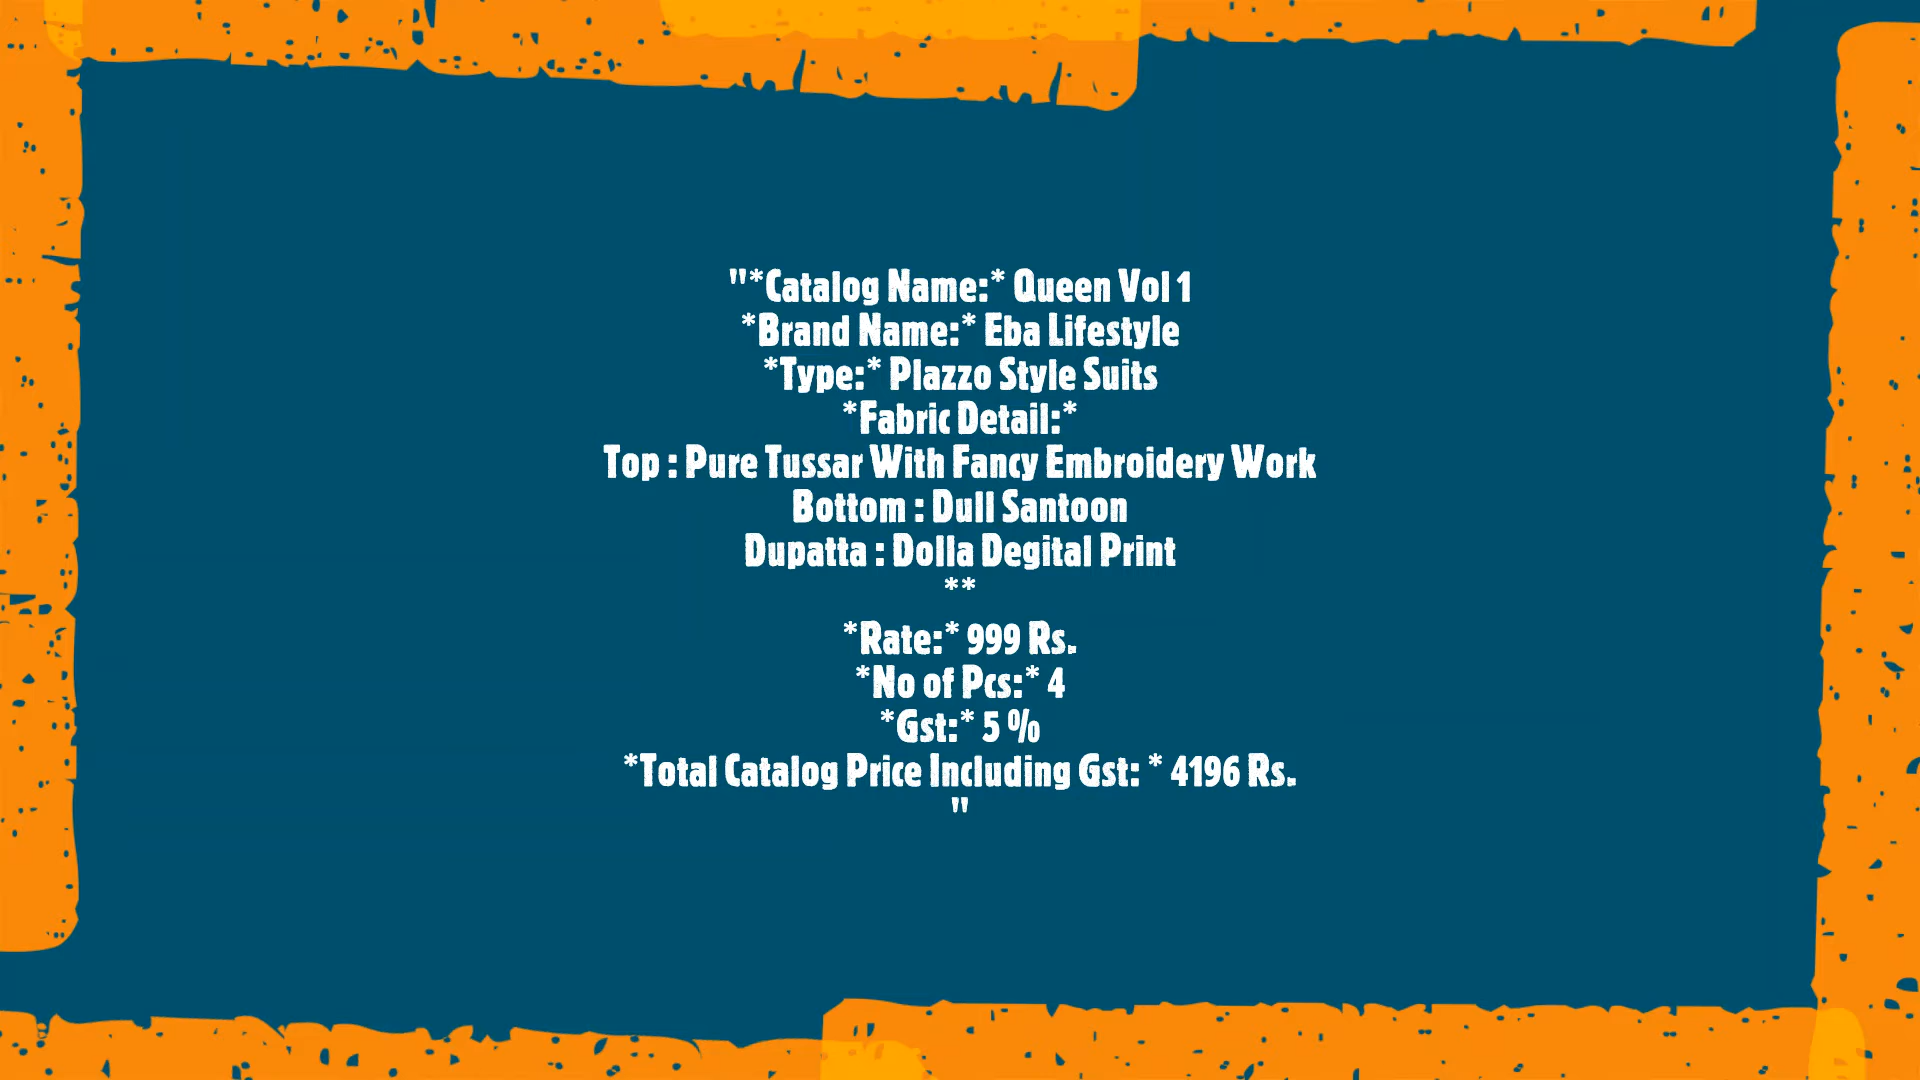 "*Catalog Name:* Queen Vol 1
*Brand Name:* Eba Lifestyle
*Type:* Plazzo Style Suits
*Fabric Detail:*
Top : Pure Tussar With Fancy Embroidery Work
Bottom : Dull Santoon
Dupatta : Dolla Degital Print
**
*Rate:* 999 Rs.
*No of Pcs:* 4
*Gst:* 5 %
*Total Catalog Price Including Gst: * 4196 Rs.
"